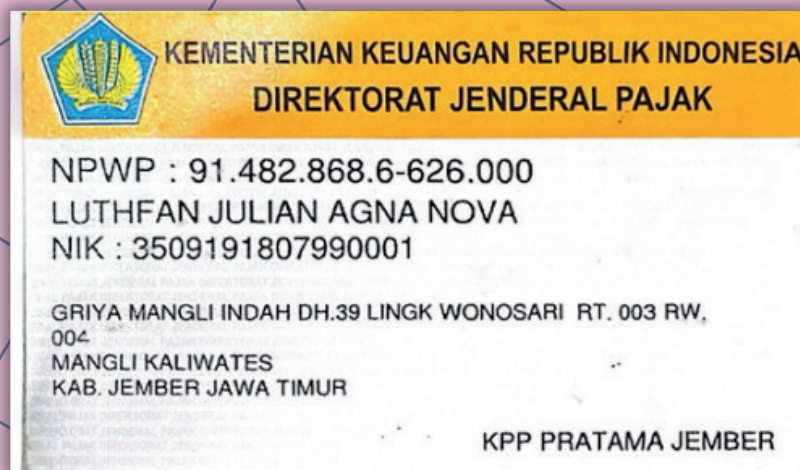 KEMENTERIAN KEUANGAN REPUBLIK INDONESIA
DIREKTORAT JENDERAL PAJAK
NPWP : 91.482.868.6-626.000
LUTHFAN JULIAN AGNA NOVA
NIK : 3509191807990001
GRIYA MANGLI INDAH DH.39 LINGK WONOSARI RT. 003 RW.
004
MANGLI KALIWATES
KAB. JEMBER JAWA TIMUR
KPP PRATAMA JEMBER